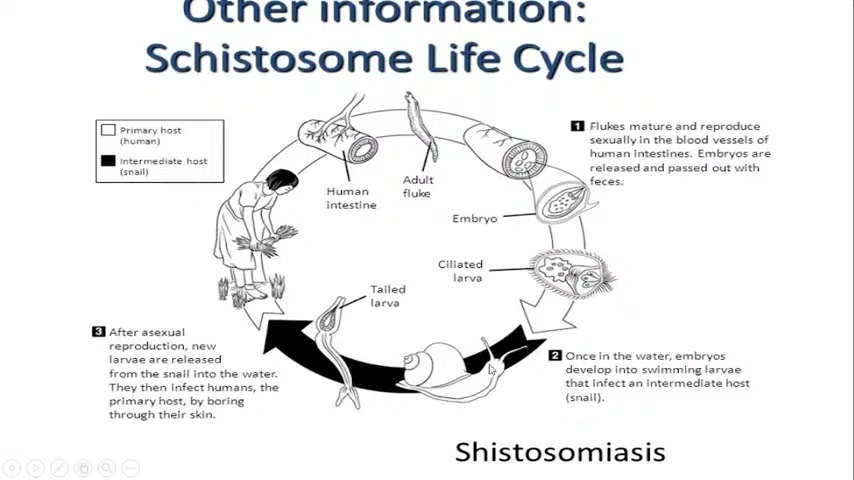 Other information:
Schistosome Life Cycle
Primary host
(human)
Intermediate host
(snail)
Human
intestine
Adult
fluke
1 Flukes mature and reproduce
sexually in the blood vessels of
human intestines. Embryos are
released and passed out with
feces.
Embryo
Ciliated
larva
Tailed
larva
3 After asexual
reproduction, new
larvae are released
from the snail into the water.
They then infect humans, the
primary host, by boring
through their skin.
2 Once in the water, embryos
develop into swimming larvae
that infect an intermediate host
(snail).
Shistosomiasis